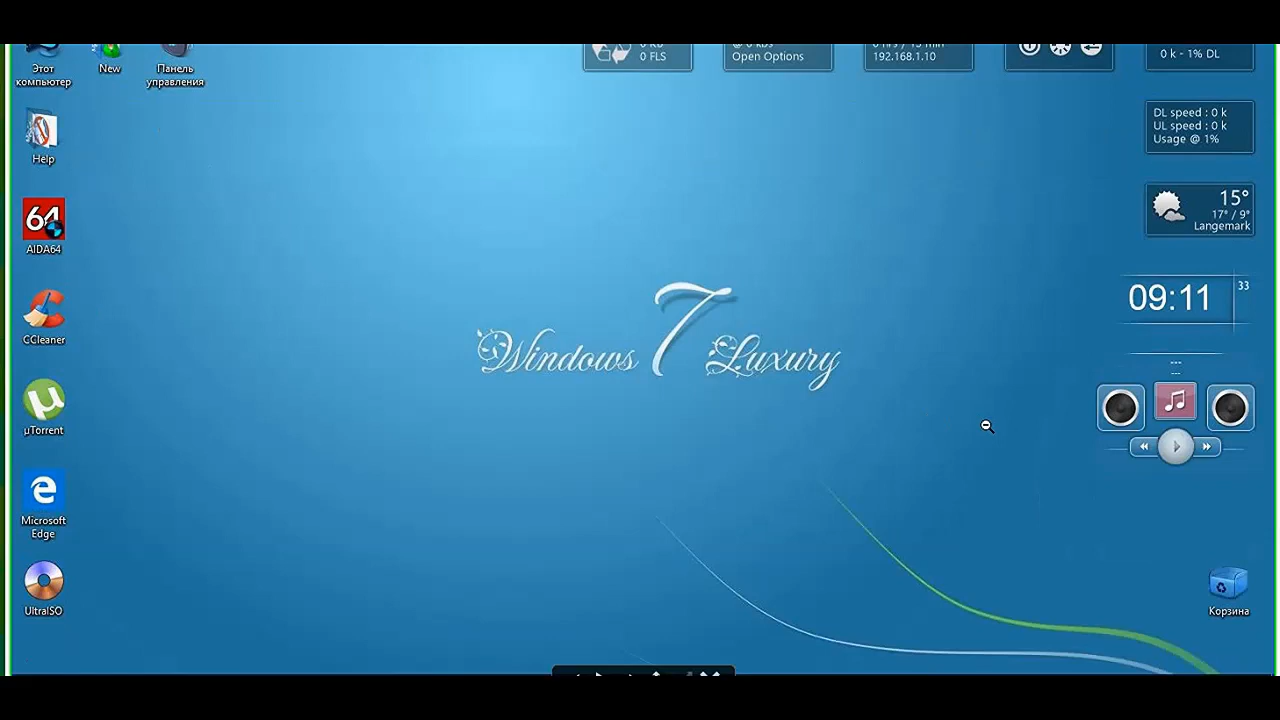 Этот
компьютер
New
Панель
управления
0 FLS
Open Options
192.168.1.10
0 k - 1% DL
DL speed : 0 k
UL speed : 0 k
Usage @ 1%
Help
15°
17° / 9°
Langemark
64
AIDA64
09:11
33
CCleaner
Windows 7 Luxury
µTorrent
Microsoft
Edge
UltraISO
Корзина